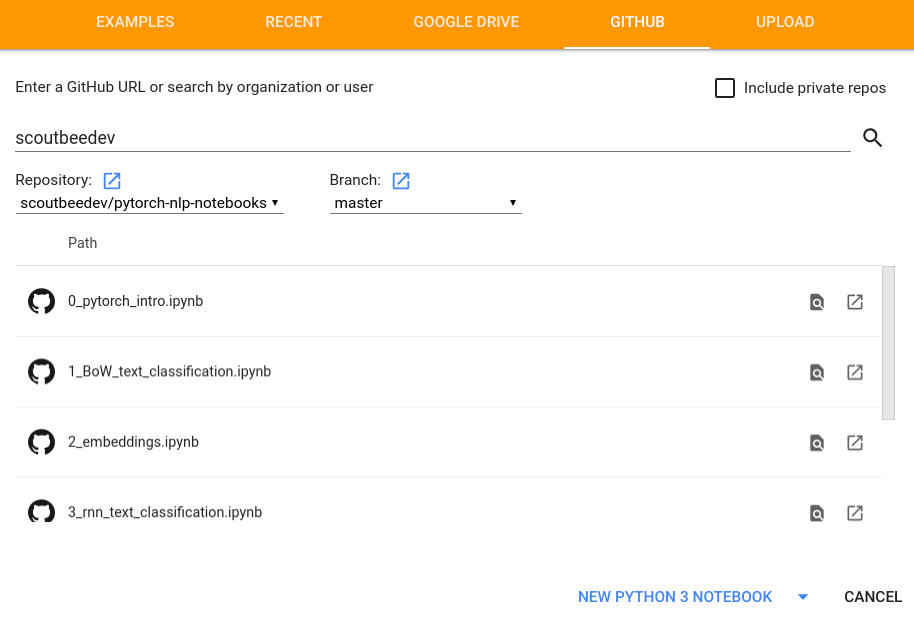 EXAMPLES RECENT GOOGLE DRIVE GITHUB UPLOAD
Enter a GitHub URL or search by organization or user
Include private repos
scoutbeedev
Repository: Branch:
scoutbeedev/pytorch-nlp-notebooks master
Path
0_pytorch_intro.ipynb
1_BoW_text_classification.ipynb
2_embeddings.ipynb
3_rnn_text_classification.ipynb
NEW PYTHON 3 NOTEBOOK CANCEL